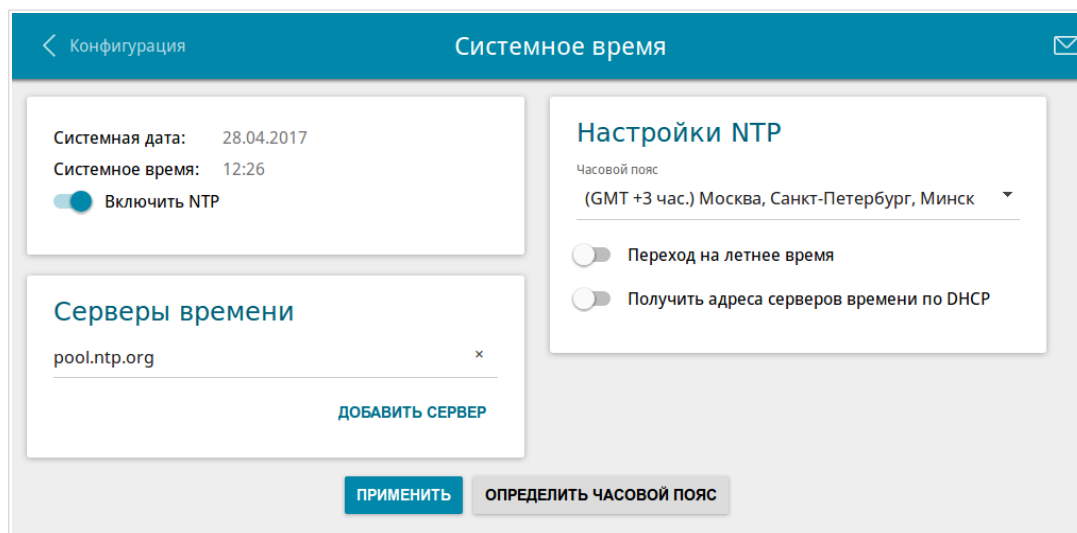 Конфигурация
Системное время
Системная дата: 28.04.2017
Системное время: 12:26
Включить NTP
Серверы времени
pool.ntp.org ×
ДОБАВИТЬ СЕРВЕР
Настройки NTP
Часовой пояс
(GMT +3 час.) Москва, Санкт-Петербург, Минск
Переход на летнее время
Получить адреса серверов времени по DHCP
ПРИМЕНИТЬ
ОПРЕДЕЛИТЬ ЧАСОВОЙ ПОЯС